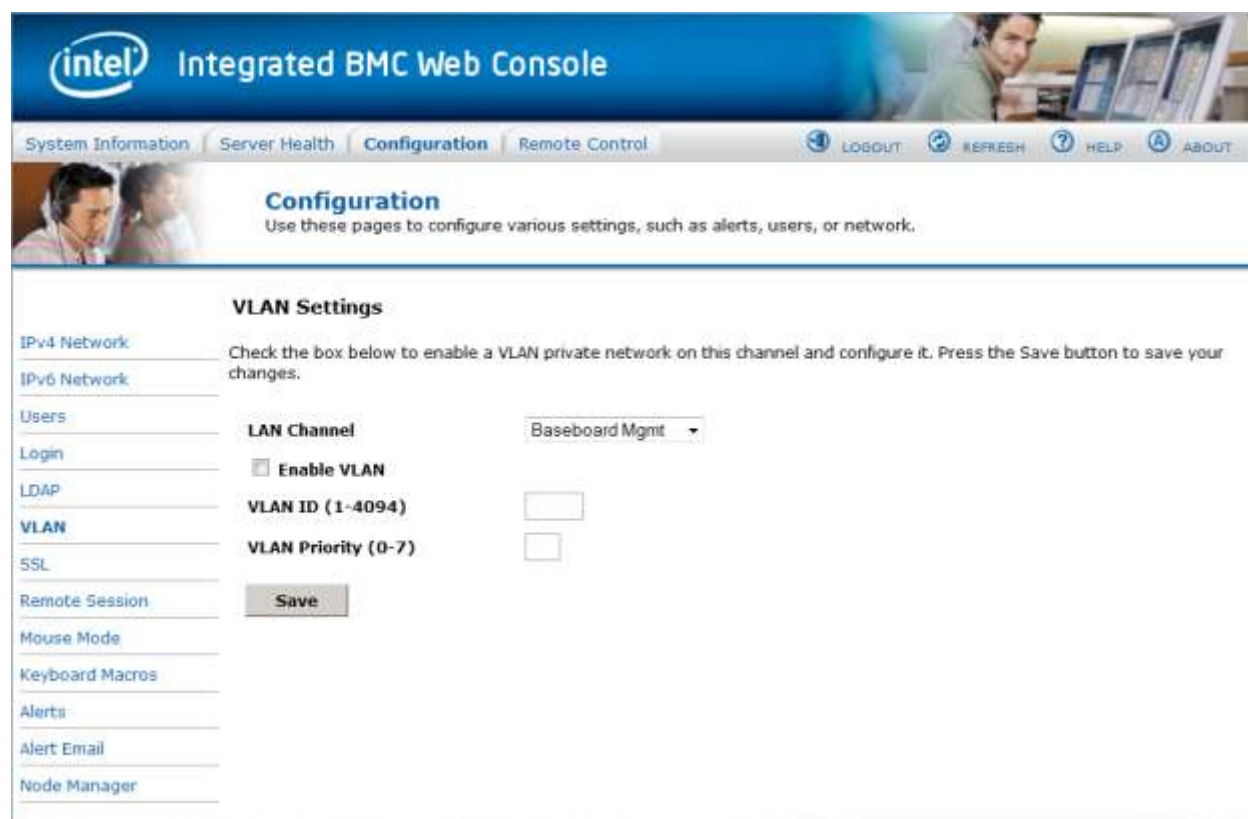 intel Integrated BMC Web Console
System Information Server Health Configuration Remote Control LOGOUT REFRESH HELP ABOUT
Configuration
Use these pages to configure various settings, such as alerts, users, or network.
VLAN Settings
Check the box below to enable a VLAN private network on this channel and configure it. Press the Save button to save your
changes.
IPv4 Network
IPv6 Network
Users
Login
LDAP
VLAN
SSL
Remote Session
Mouse Mode
Keyboard Macros
Alerts
Alert Email
Node Manager
LAN Channel Baseboard Mgmt
Enable VLAN
VLAN ID (1-4094)
VLAN Priority (0-7)
Save